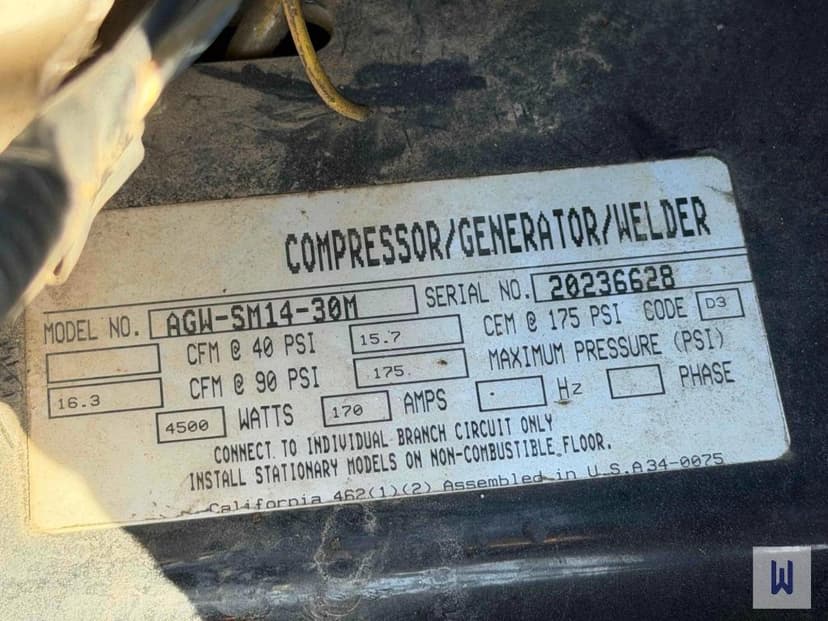 COMPRESSOR/GENERATOR/WELDER
MODEL NO. AGW-SM14-30M SERIAL NO. 20236628
CFM @ 40 PSI 15.7 CEM @ 175 PSI CODE D3
16.3 CFM @ 90 PSI 175 MAXIMUM PRESSURE (PSI)
4500 WATTS 170 AMPS Hz PHASE
CONNECT TO INDIVIDUAL BRANCH CIRCUIT ONLY
INSTALL STATIONARY MODELS ON NON-COMBUSTIBLE FLOOR.
California 462(1)(2) Assembled in U.S.A 34-0075
W